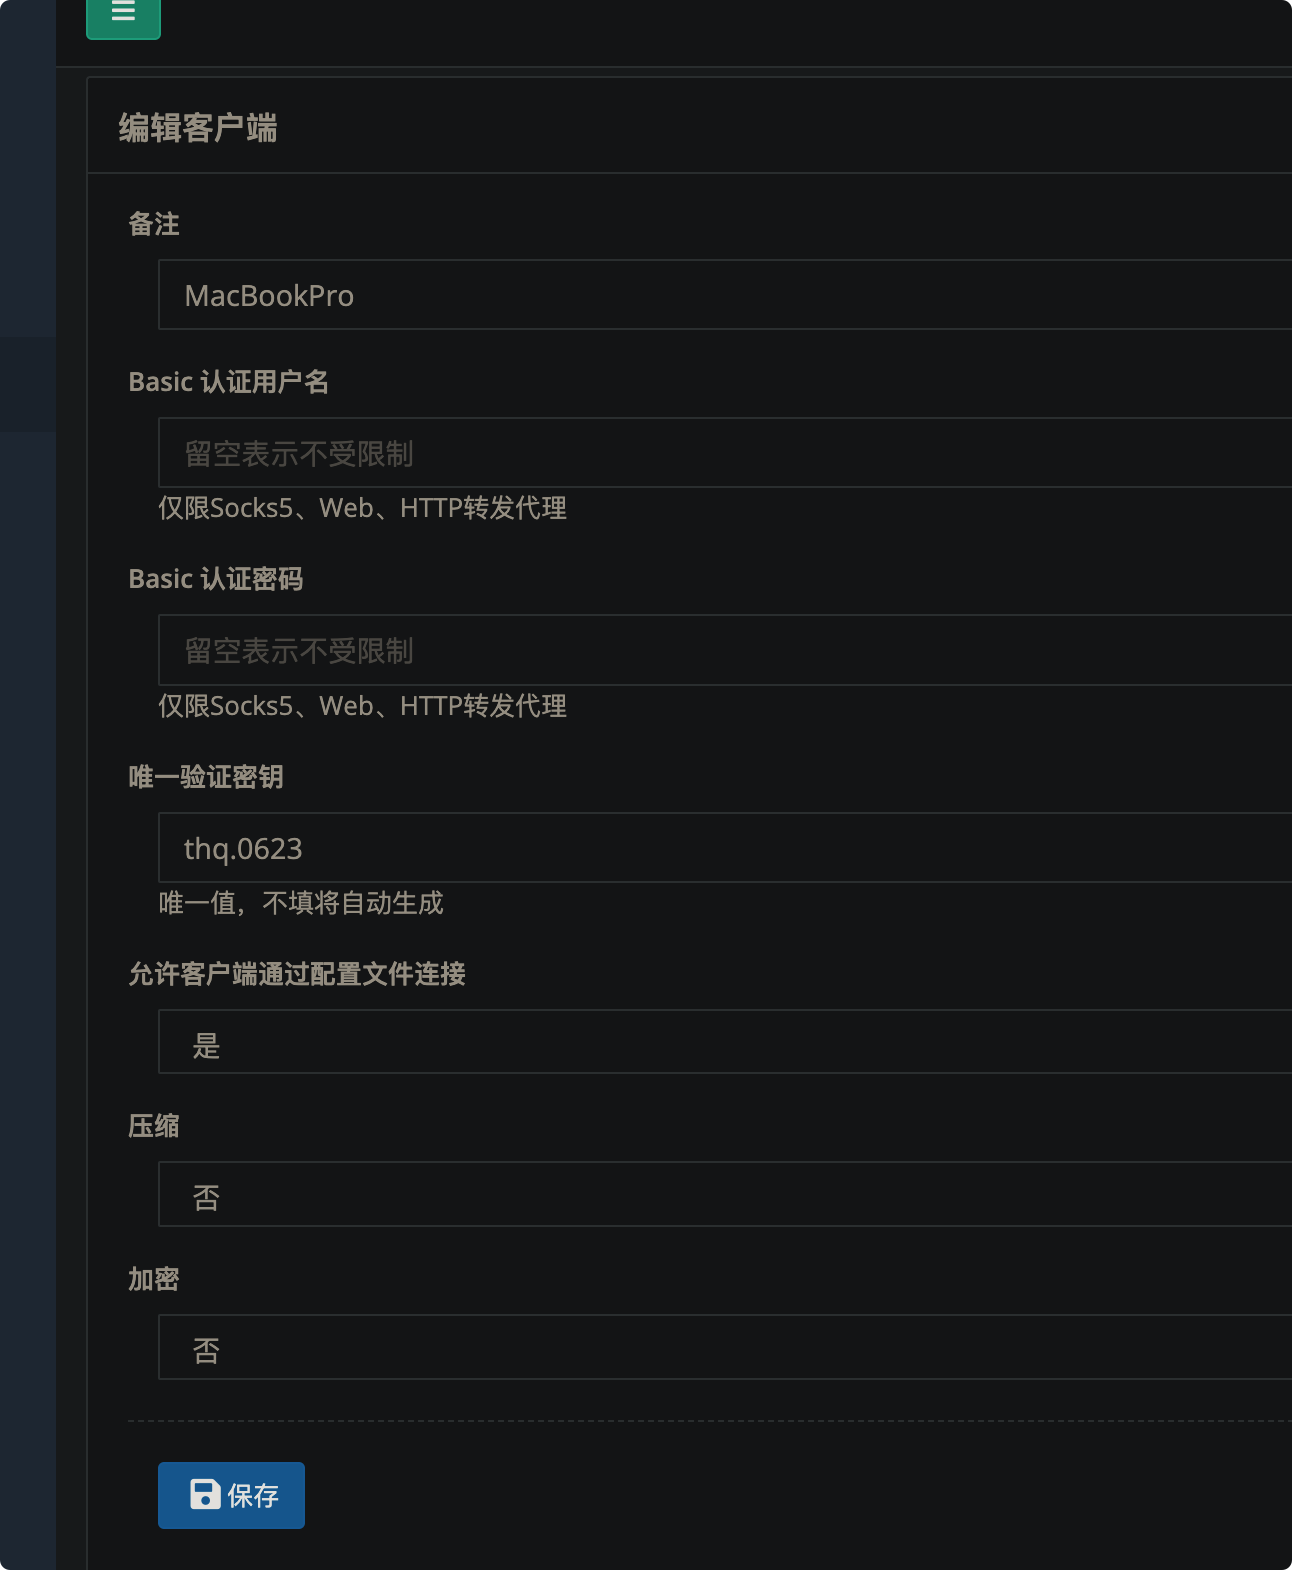 编辑客户端
备注
MacBookPro
Basic 认证用户名
留空表示不受限制
仅限Socks5、Web、HTTP转发代理
Basic 认证密码
留空表示不受限制
仅限Socks5、Web、HTTP转发代理
唯一验证密钥
thq.0623
唯一值，不填将自动生成
允许客户端通过配置文件连接
是
压缩
否
加密
否
保存